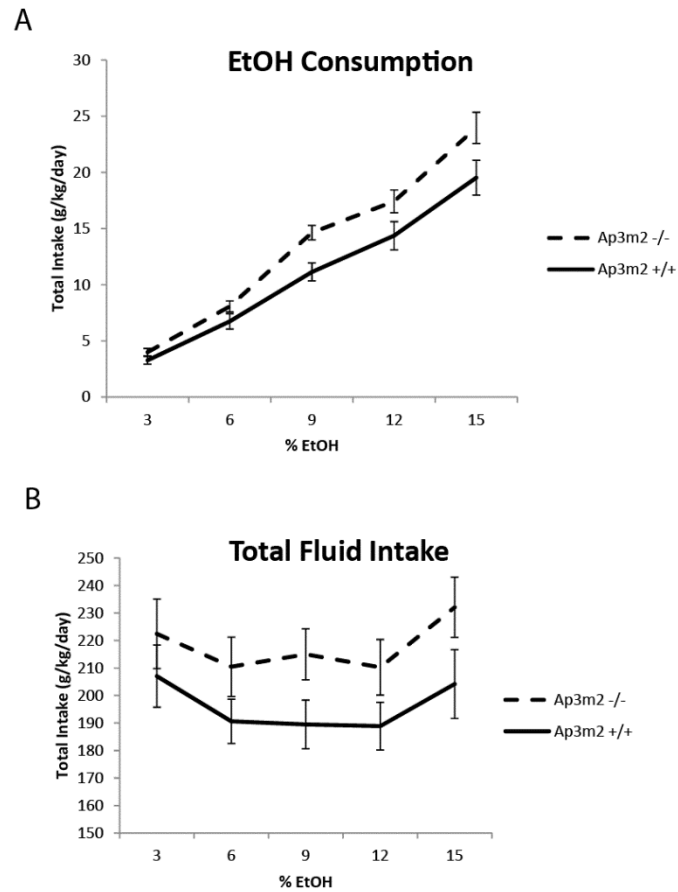 A
EtOH Consumption
Total Intake (g/kg/day)
30
25
20
15
10
5
0
3 6 9 12 15
% EtOH
Ap3m2 -/-
Ap3m2 +/+
B
Total Fluid Intake
Total Intake (g/kg/day)
250
240
230
220
210
200
190
180
170
160
150
3 6 9 12 15
% EtOH
Ap3m2 -/-
Ap3m2 +/+